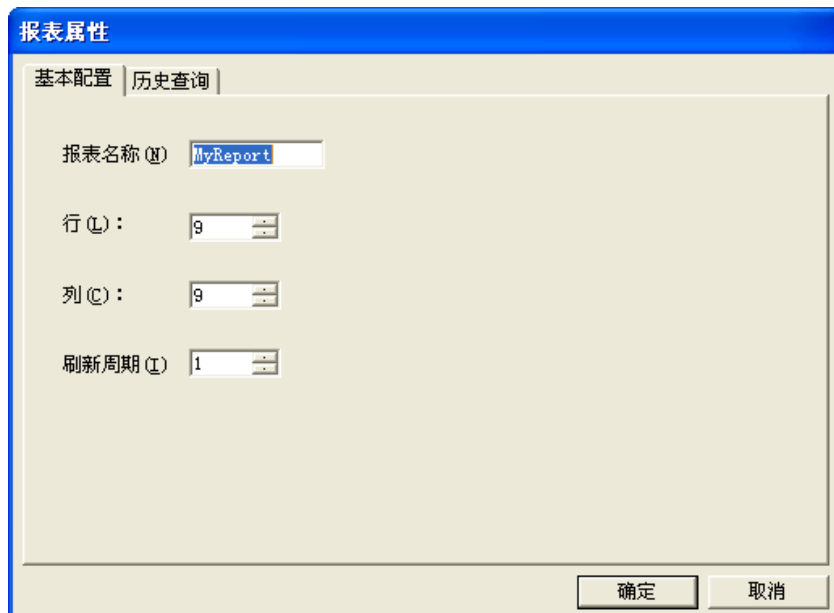 报表属性
基本配置 历史查询
报表名称(N) MyReport
行(L): 9
列(C): 9
刷新周期(I) 1
确定 取消